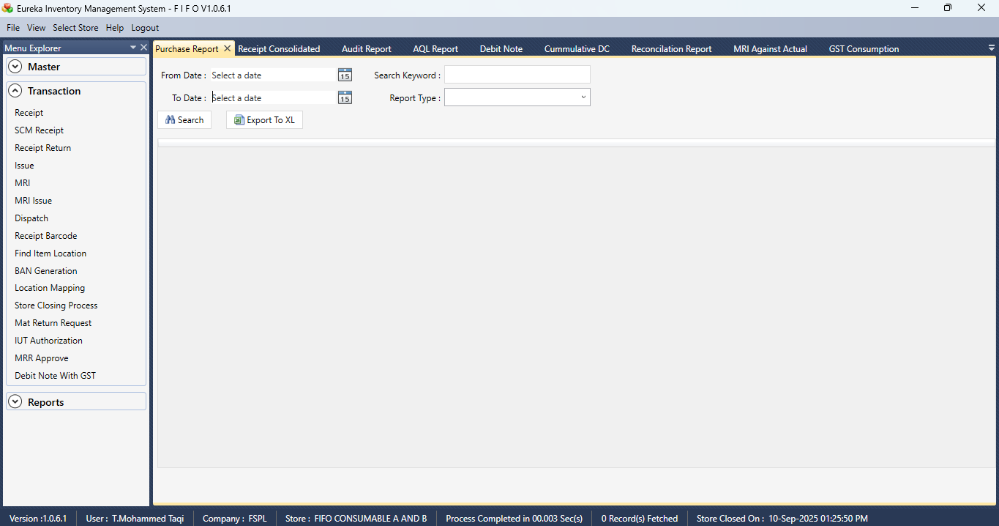 Eureka Inventory Management System - F I F O V1.0.6.1
File View Select Store Help Logout
Menu Explorer
Master
Transaction
Receipt
SCM Receipt
Receipt Return
Issue
MRI
MRI Issue
Dispatch
Receipt Barcode
Find Item Location
BAN Generation
Location Mapping
Store Closing Process
Mat Return Request
IUT Authorization
MRR Approve
Debit Note With GST
Reports
Purchase Report Receipt Consolidated Audit Report AQL Report Debit Note Cummulative DC Reconcilation Report MRI Against Actual GST Consumption
From Date : Select a date 15 Search Keyword :
To Date : Select a date 15 Report Type :
Search Export To XL
Version :1.0.6.1 User : T.Mohammed Taqi Company : FSPL Store : FIFO CONSUMABLE A AND B Process Completed in 00.003 Sec(s) 0 Record(s) Fetched Store Closed On : 10-Sep-2025 01:25:50 PM